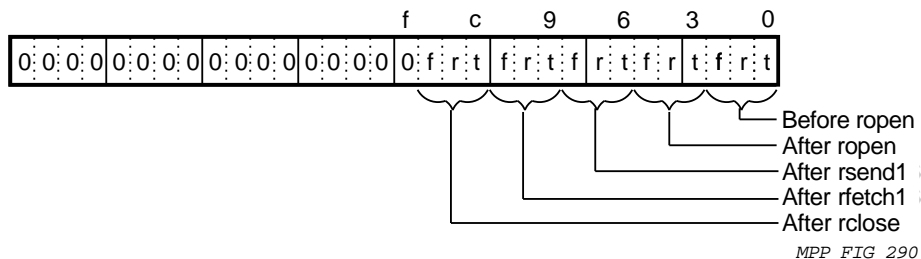 f c 9 6 3 0
0 0 0 0 0 0 0 0 0 0 0 0 0 0 0 0 0 f r t f r t f r t f r t f r t
Before ropen
After ropen
After rsend1
After rfetch1
After rclose
MPP FIG 290